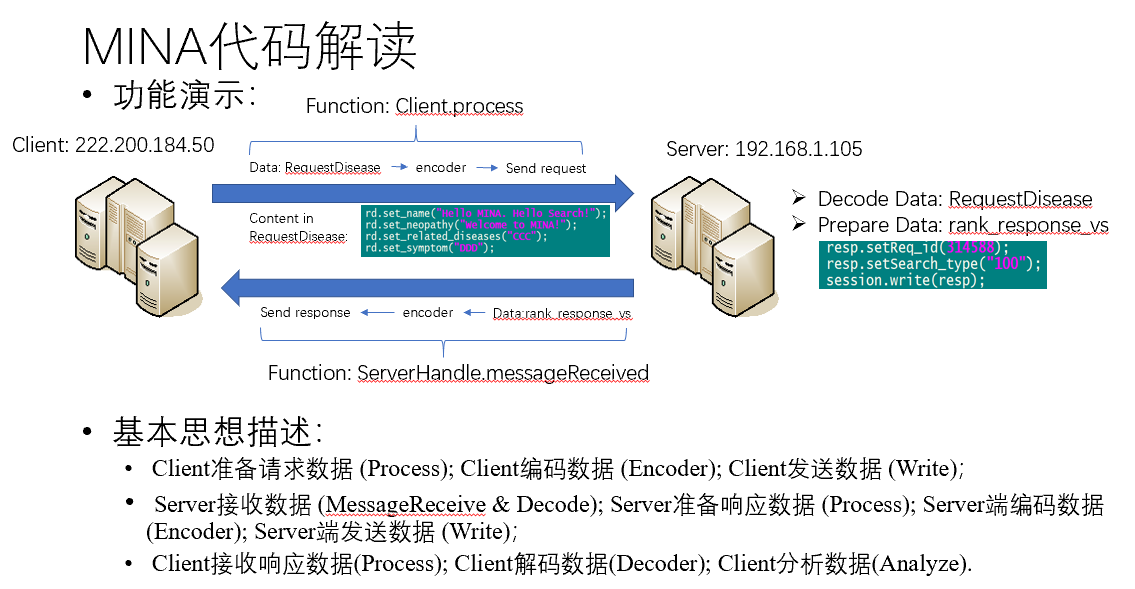 MINA代码解读
• 功能演示：
Function: Client.process
Client: 222.200.184.50
Server: 192.168.1.105
Data: RequestDisease → encoder → Send request
Content in
RequestDisease:
rd.set_name("Hello MINA. Hello Search!");
rd.set_neopathy("Welcome to MINA!");
rd.set_related_diseases("CCC");
rd.set_symptom("DDD");
➢ Decode Data: RequestDisease
➢ Prepare Data: rank_response_vs
resp.setReq_id(314588);
resp.setSearch_type("100");
session.write(resp);
Send response ← encoder ← Data:rank_response_vs
Function: ServerHandle.messageReceived
• 基本思想描述：
• Client准备请求数据 (Process); Client编码数据 (Encoder); Client发送数据 (Write)；
• Server接收数据 (MessageReceive & Decode); Server准备响应数据 (Process); Server端编码数据
(Encoder); Server端发送数据 (Write)；
• Client接收响应数据(Process); Client解码数据(Decoder); Client分析数据(Analyze).